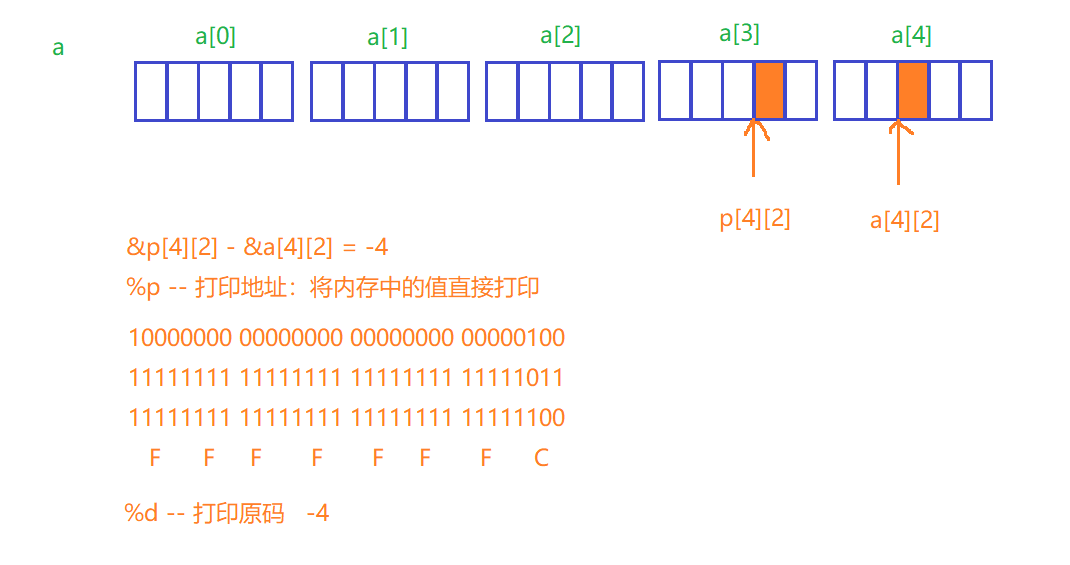 a a[0] a[1] a[2] a[3] a[4]
p[4][2] a[4][2]
&p[4][2] - &a[4][2] = -4
%p -- 打印地址：将内存中的值直接打印
10000000 00000000 00000000 00000100
11111111 11111111 11111111 11111011
11111111 11111111 11111111 11111100
F F F F F F F C
%d -- 打印原码 -4